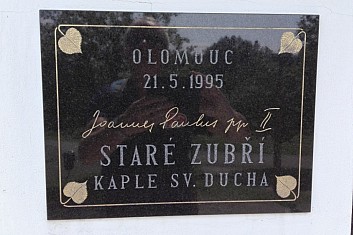 OLOMOUC
21.5.1995
Joannes Paulus pp II
STARÉ ZUBŘÍ
KAPLE SV. DUCHA